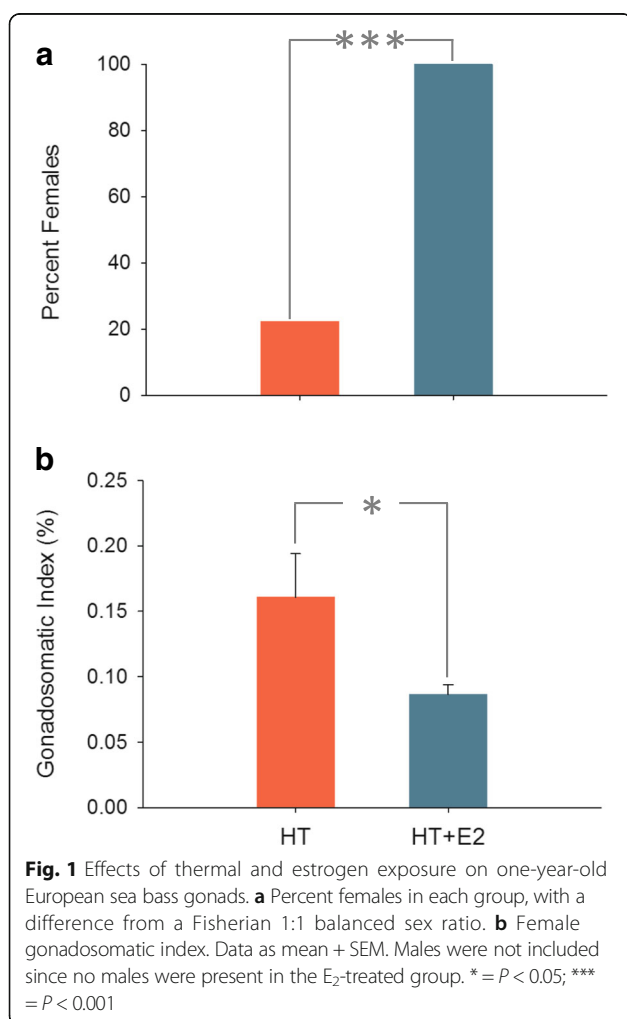 a
***
100
80
60
40
20
0
Percent Females
b
0.25
0.20
0.15
0.10
0.05
0.00
Gonadosomatic Index (%)
*
HT HT+E2
Fig. 1 Effects of thermal and estrogen exposure on one-year-old
European sea bass gonads. a Percent females in each group, with a
difference from a Fisherian 1:1 balanced sex ratio. b Female
gonadosomatic index. Data as mean + SEM. Males were not included
since no males were present in the E₂-treated group. * = P < 0.05; ***
= P < 0.001